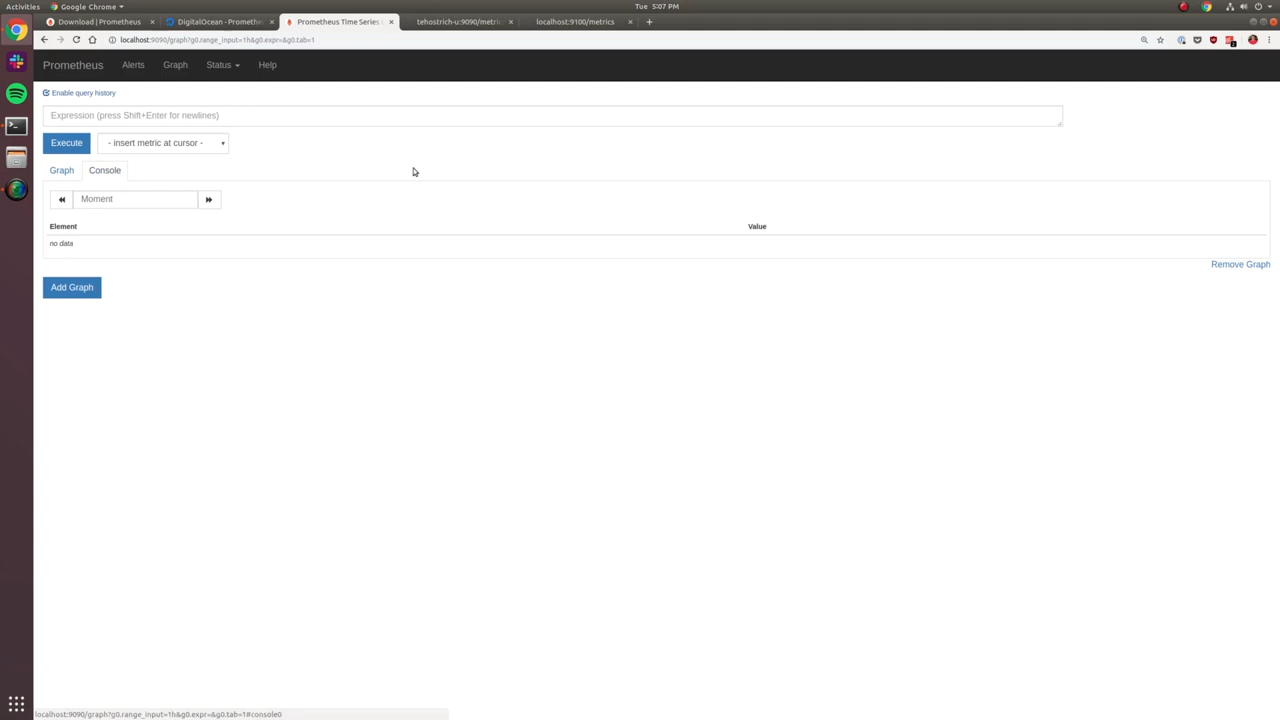 Activities
Google Chrome
Tue 5:07 PM
Download | Prometheus
DigitalOcean - Promethe
Prometheus Time Series
tehostrich-u:9090/metric
localhost:9100/metrics
localhost:9090/graph?g0.range_input=1h&g0.expr=&g0.tab=1
2
Prometheus
Alerts
Graph
Status
Help
Enable query history
Expression (press Shift+Enter for newlines)
Execute
- insert metric at cursor -
Graph
Console
Moment
Element
Value
no data
Remove Graph
Add Graph
localhost:9090/graph?g0.range_input=1h&g0.expr=&g0.tab=1#console0